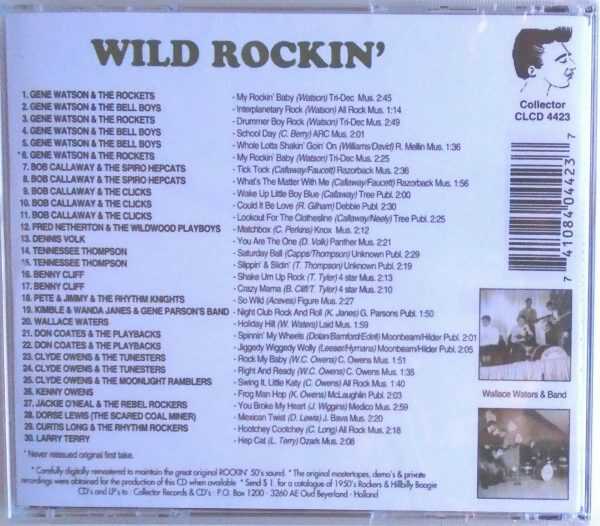 WILD ROCKIN'
Collector
CLCD 4423
1. GENE WATSON & THE ROCKETS - My Rockin' Baby (Watson) Tri-Dec Mus. 2:45
2. GENE WATSON & THE BELL BOYS - Interplanetary Rock (Watson) All Rock Mus. 1:14
3. GENE WATSON & THE ROCKETS - Drummer Boy Rock (Watson) Tri-Dec Mus. 2:49
4. GENE WATSON & THE BELL BOYS - School Day (C. Berry) ARC Mus. 2:01
5. GENE WATSON & THE BELL BOYS - Whole Lotta Shakin' Goin' On (Williams/David) R. Mellin Mus. 1:36
* 6. GENE WATSON & THE ROCKETS - My Rockin' Baby (Watson) Tri-Dec Mus. 2:25
7. BOB CALLAWAY & THE SPIRO HEPCATS - Tick Tock (Callaway/Faucett) Razorback Mus. 2:36
8. BOB CALLAWAY & THE SPIRO HEPCATS - What's The Matter With Me (Callaway/Faucett) Razorback Mus. 1:56
9. BOB CALLAWAY & THE CLICKS - Wake Up Little Boy Blue (Callaway) Tree Publ. 2:00
10. BOB CALLAWAY & THE CLICKS - Could It Be Love (R. Gilham) Debbie Publ. 2:30
11. BOB CALLAWAY & THE CLICKS - Lookout For The Clothesline (Callaway/Neely) Tree Publ. 2:25
12. FRED NETHERTON & THE WILDWOOD PLAYBOYS - Matchbox (C. Perkins) Knox Mus. 2:12
13. DENNIS VOLK - You Are The One (D. Volk) Panther Mus. 2:21
14. TENNESSEE THOMPSON - Saturday Ball (Capps/Thompson) Unknown Publ. 2:29
15. TENNESSEE THOMPSON - Slippin' & Slidin' (T. Thompson) Unknown Publ. 2:19
16. BENNY CLIFF - Shake Um Up Rock (T. Tyler) 4 star Mus. 2:13
17. BENNY CLIFF - Crazy Mama (B. Cliff/T. Tyler) 4 star Mus. 2:10
18. PETE & JIMMY & THE RHYTHM KNIGHTS - So Wild (Aceves) Figure Mus. 2:27
19. KIMBLE & WANDA JANES & GENE PARSON'S BAND - Night Club Rock And Roll (K. Janes) G. Parsons Publ. 1:50
20. WALLACE WATERS - Holiday Hill (W. Waters) Laid Mus. 1:59
21. DON COATES & THE PLAYBACKS - Spinnin' My Wheels (Dolan/Bamford/Edell) Moonbeam/Hilder Publ. 2:01
22. DON COATES & THE PLAYBACKS - Jiggedy Wiggedy Wolly (Leeser/Hymans) Moonbeam/Hilder Publ. 2:05
23. CLYDE OWENS & THE TUNESTERS - Rock My Baby (W.C. Owens) C. Owens Mus. 1:51
24. CLYDE OWENS & THE TUNESTERS - Right And Ready (W.C. Owens) C. Owens Mus. 1:38
25. CLYDE OWENS & THE MOONLIGHT RAMBLERS - Swing It, Little Katy (C. Owens) All Rock Mus. 1:40
26. KENNY OWENS - Frog Man Hop (K. Owens) McLaughlin Publ. 2:03
27. JACKIE O'NEAL & THE REBEL ROCKERS - You Broke My Heart (J. Wiggins) Medico Mus. 2:59
28. DORSE LEWIS (THE SCARED COAL MINER) - Mexican Twist (D. Lewis) J. Bava Mus. 2:20
29. CURTIS LONG & THE RHYTHM ROCKERS - Hootchey Cootchey (C. Long) All Rock Mus. 2:18
30. LARRY TERRY - Hep Cat (L. Terry) Ozark Mus. 2:08
7 41084 04423 7
Wallace Waters & Band
* Never reissued original first take.
* Carefully digitally remastered to maintain the great original ROCKIN' 50's sound. * The original mastertapes, demo's & private
recordings were obtained for the production of this CD when available * Send $ 1. for a catalogue of 1950's Rockers & Hillbilly Boogie
CD's and LP's to - Collector Records & CD's - P.O. Box 1200 - 3260 AE Oud Beyerland - Holland